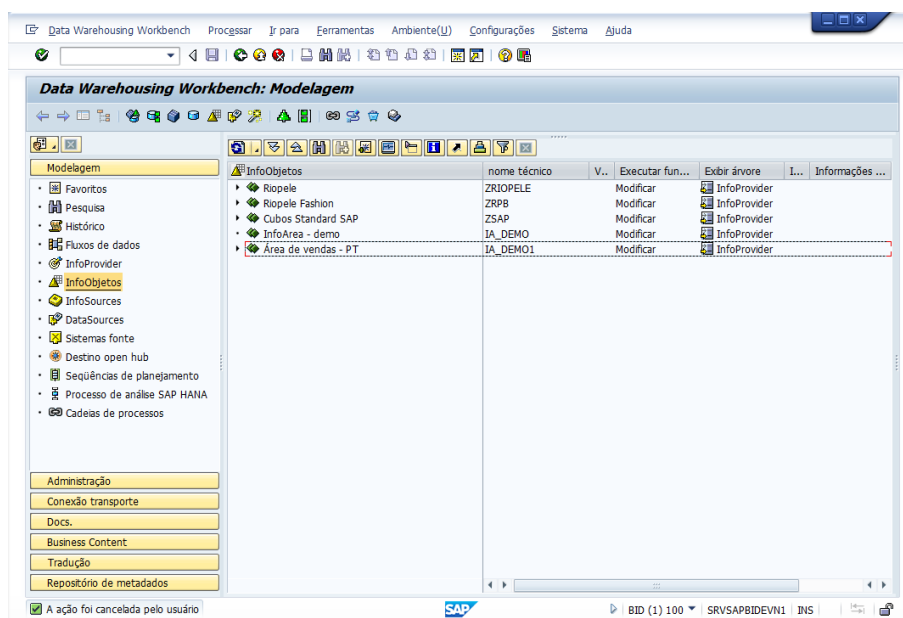 Data Warehousing Workbench Processar Ir para Ferramentas Ambiente(U) Configurações Sistema Ajuda
Data Warehousing Workbench: Modelagem
Modelagem
Favoritos
Pesquisa
Histórico
Fluxos de dados
InfoProvider
InfoObjetos
InfoSources
DataSources
Sistemas fonte
Destino open hub
Seqüências de planejamento
Processo de análise SAP HANA
Cadeias de processos
Administração
Conexão transporte
Docs.
Business Content
Tradução
Repositório de metadados
InfoObjetos nome técnico V.. Executar fun... Exibir árvore I... Informações ...
Riopele ZRIOPELE Modificar InfoProvider
Riopele Fashion ZRPB Modificar InfoProvider
Cubos Standard SAP ZSAP Modificar InfoProvider
InfoArea - demo IA_DEMO Modificar InfoProvider
Área de vendas - PT IA_DEMO1 Modificar InfoProvider
A ação foi cancelada pelo usuário SAP BID (1) 100 SRVSAPBIDEVN1 INS